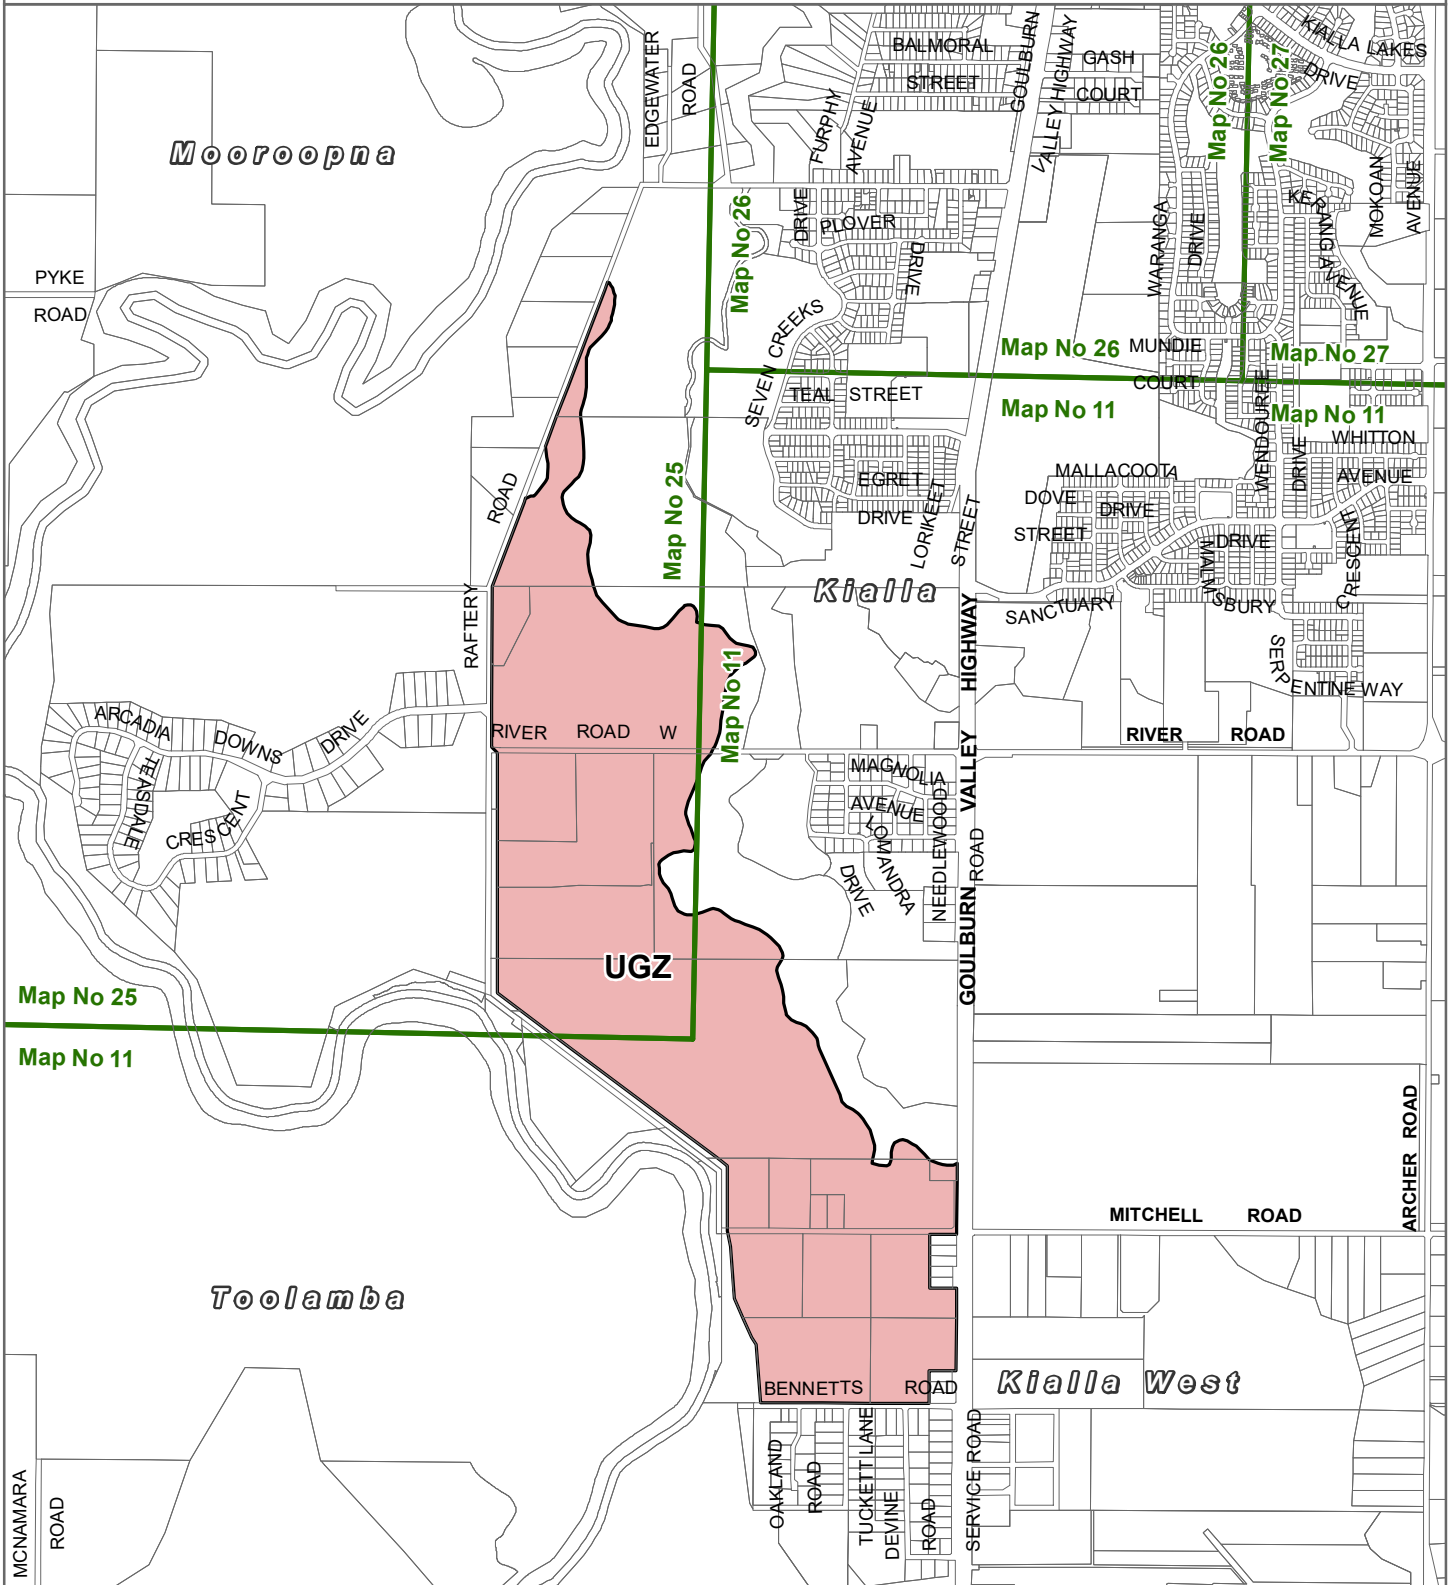 BALMORAL
STREET
GOULBURN
VALLEY HIGHWAY
GASH
COURT
KIALLA LAKES
DRIVE
EDGEWATER
ROAD
FURPHY
AVENUE
Map No 26
Map No 27
Mooroopna
MOKOAN
AVENUE
KERANG AVENUE
WARANGA
DRIVE
DRIVE
PLOVER
DRIVE
Map No 26
PYKE
ROAD
SEVEN CREEKS
Map No 26
MUNDIE
COURT
Map No 27
TEAL STREET
Map No 11
Map No 11
WENDOUREE
DRIVE
WHITTON
AVENUE
MALLACOOTA
DRIVE
DOVE
STREET
EGRET
DRIVE
LORIKEET
STREET
ROAD
Map No 25
DRIVE
MALMSBURY
CRESCENT
Kialla
SANCTUARY
RAFTERY
GOULBURN VALLEY HIGHWAY
SERPENTINE WAY
Map No 11
ARCADIA DOWNS DRIVE
RIVER ROAD W
RIVER ROAD
TEASDALE
CRESCENT
MAGNOLIA
AVENUE
LOMANDRA
DRIVE
NEEDLEWOOD
ROAD
UGZ
Map No 25
Map No 11
ARCHER ROAD
MITCHELL ROAD
Toolamba
Kialla West
BENNETTS ROAD
OAKLAND
ROAD
TUCKETT LANE
DEVINE
ROAD
SERVICE ROAD
MCNAMARA
ROAD